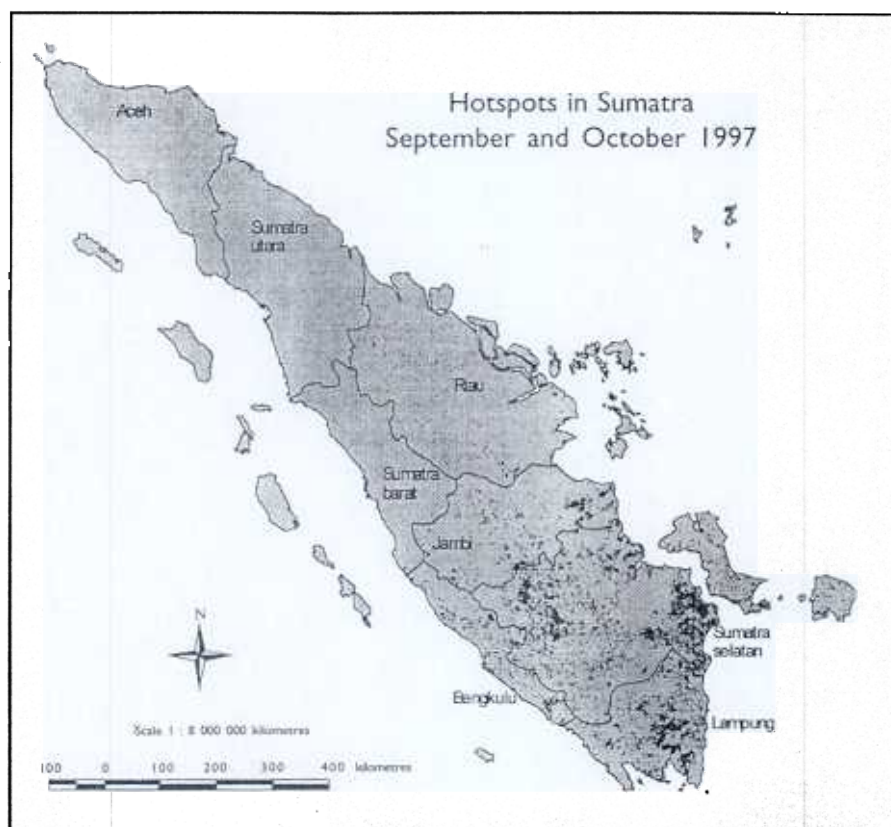 Hotspots in Sumatra
September and October 1997
Aceh
Sumatra
utara
Riau
Sumatra
barat
Jambi
Sumatra
selatan
Bengkulu
Lampung
N
Scale 1 : 8 000 000 kilometres
100 0 100 200 300 400 kilometres